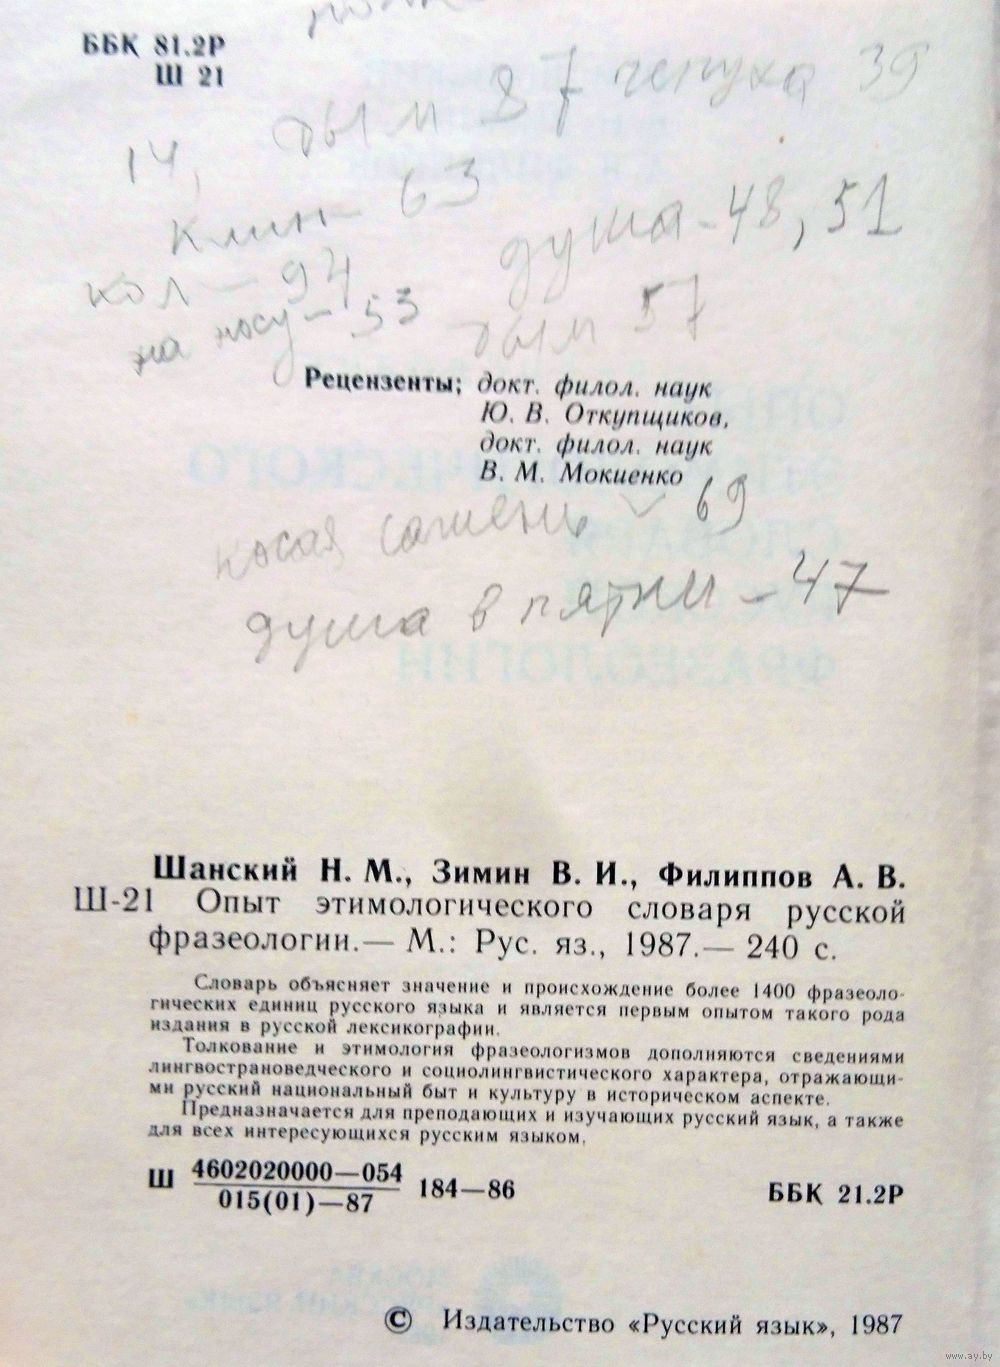 ББК 81.2Р
Ш 21
дым 87 чепуха 39
14,
клин 63
душа - 48, 51
кол - 94
на носу - 53
дым 57
Рецензенты: докт. филол. наук
Ю. В. Откупщиков,
докт. филол. наук
В. М. Мокиенко
косая сажень - 69
душа в пятки - 47
Шанский Н. М., Зимин В. И., Филиппов А. В.
Ш-21 Опыт этимологического словаря русской
фразеологии.— М.: Рус. яз., 1987.— 240 с.
Словарь объясняет значение и происхождение более 1400 фразеоло-
гических единиц русского языка и является первым опытом такого рода
издания в русской лексикографии.
Толкование и этимология фразеологизмов дополняются сведениями
лингвострановедческого и социолингвистического характера, отражающи-
ми русский национальный быт и культуру в историческом аспекте.
Предназначается для преподающих и изучающих русский язык, а также
для всех интересующихся русским языком.
Ш 4602020000—054
015(01)—87 184—86
ББК 21.2Р
© Издательство «Русский язык», 1987
www.ay.by